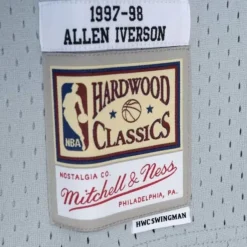 1997-98
ALLEN IVERSON
HARDWOOD
NBA
CLASSICS
NOSTALGIA CO.
Mitchell & Ness
PHILADELPHIA, PA.
HWCSWINGMAN